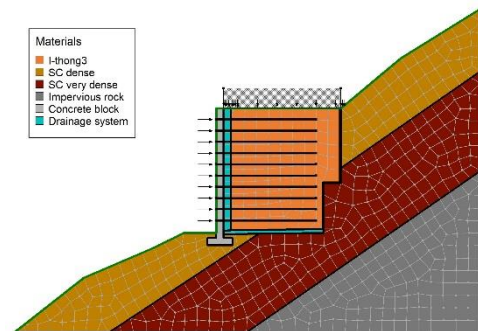 Materials
I-thong3
SC dense
SC very dense
Impervious rock
Concrete block
Drainage system